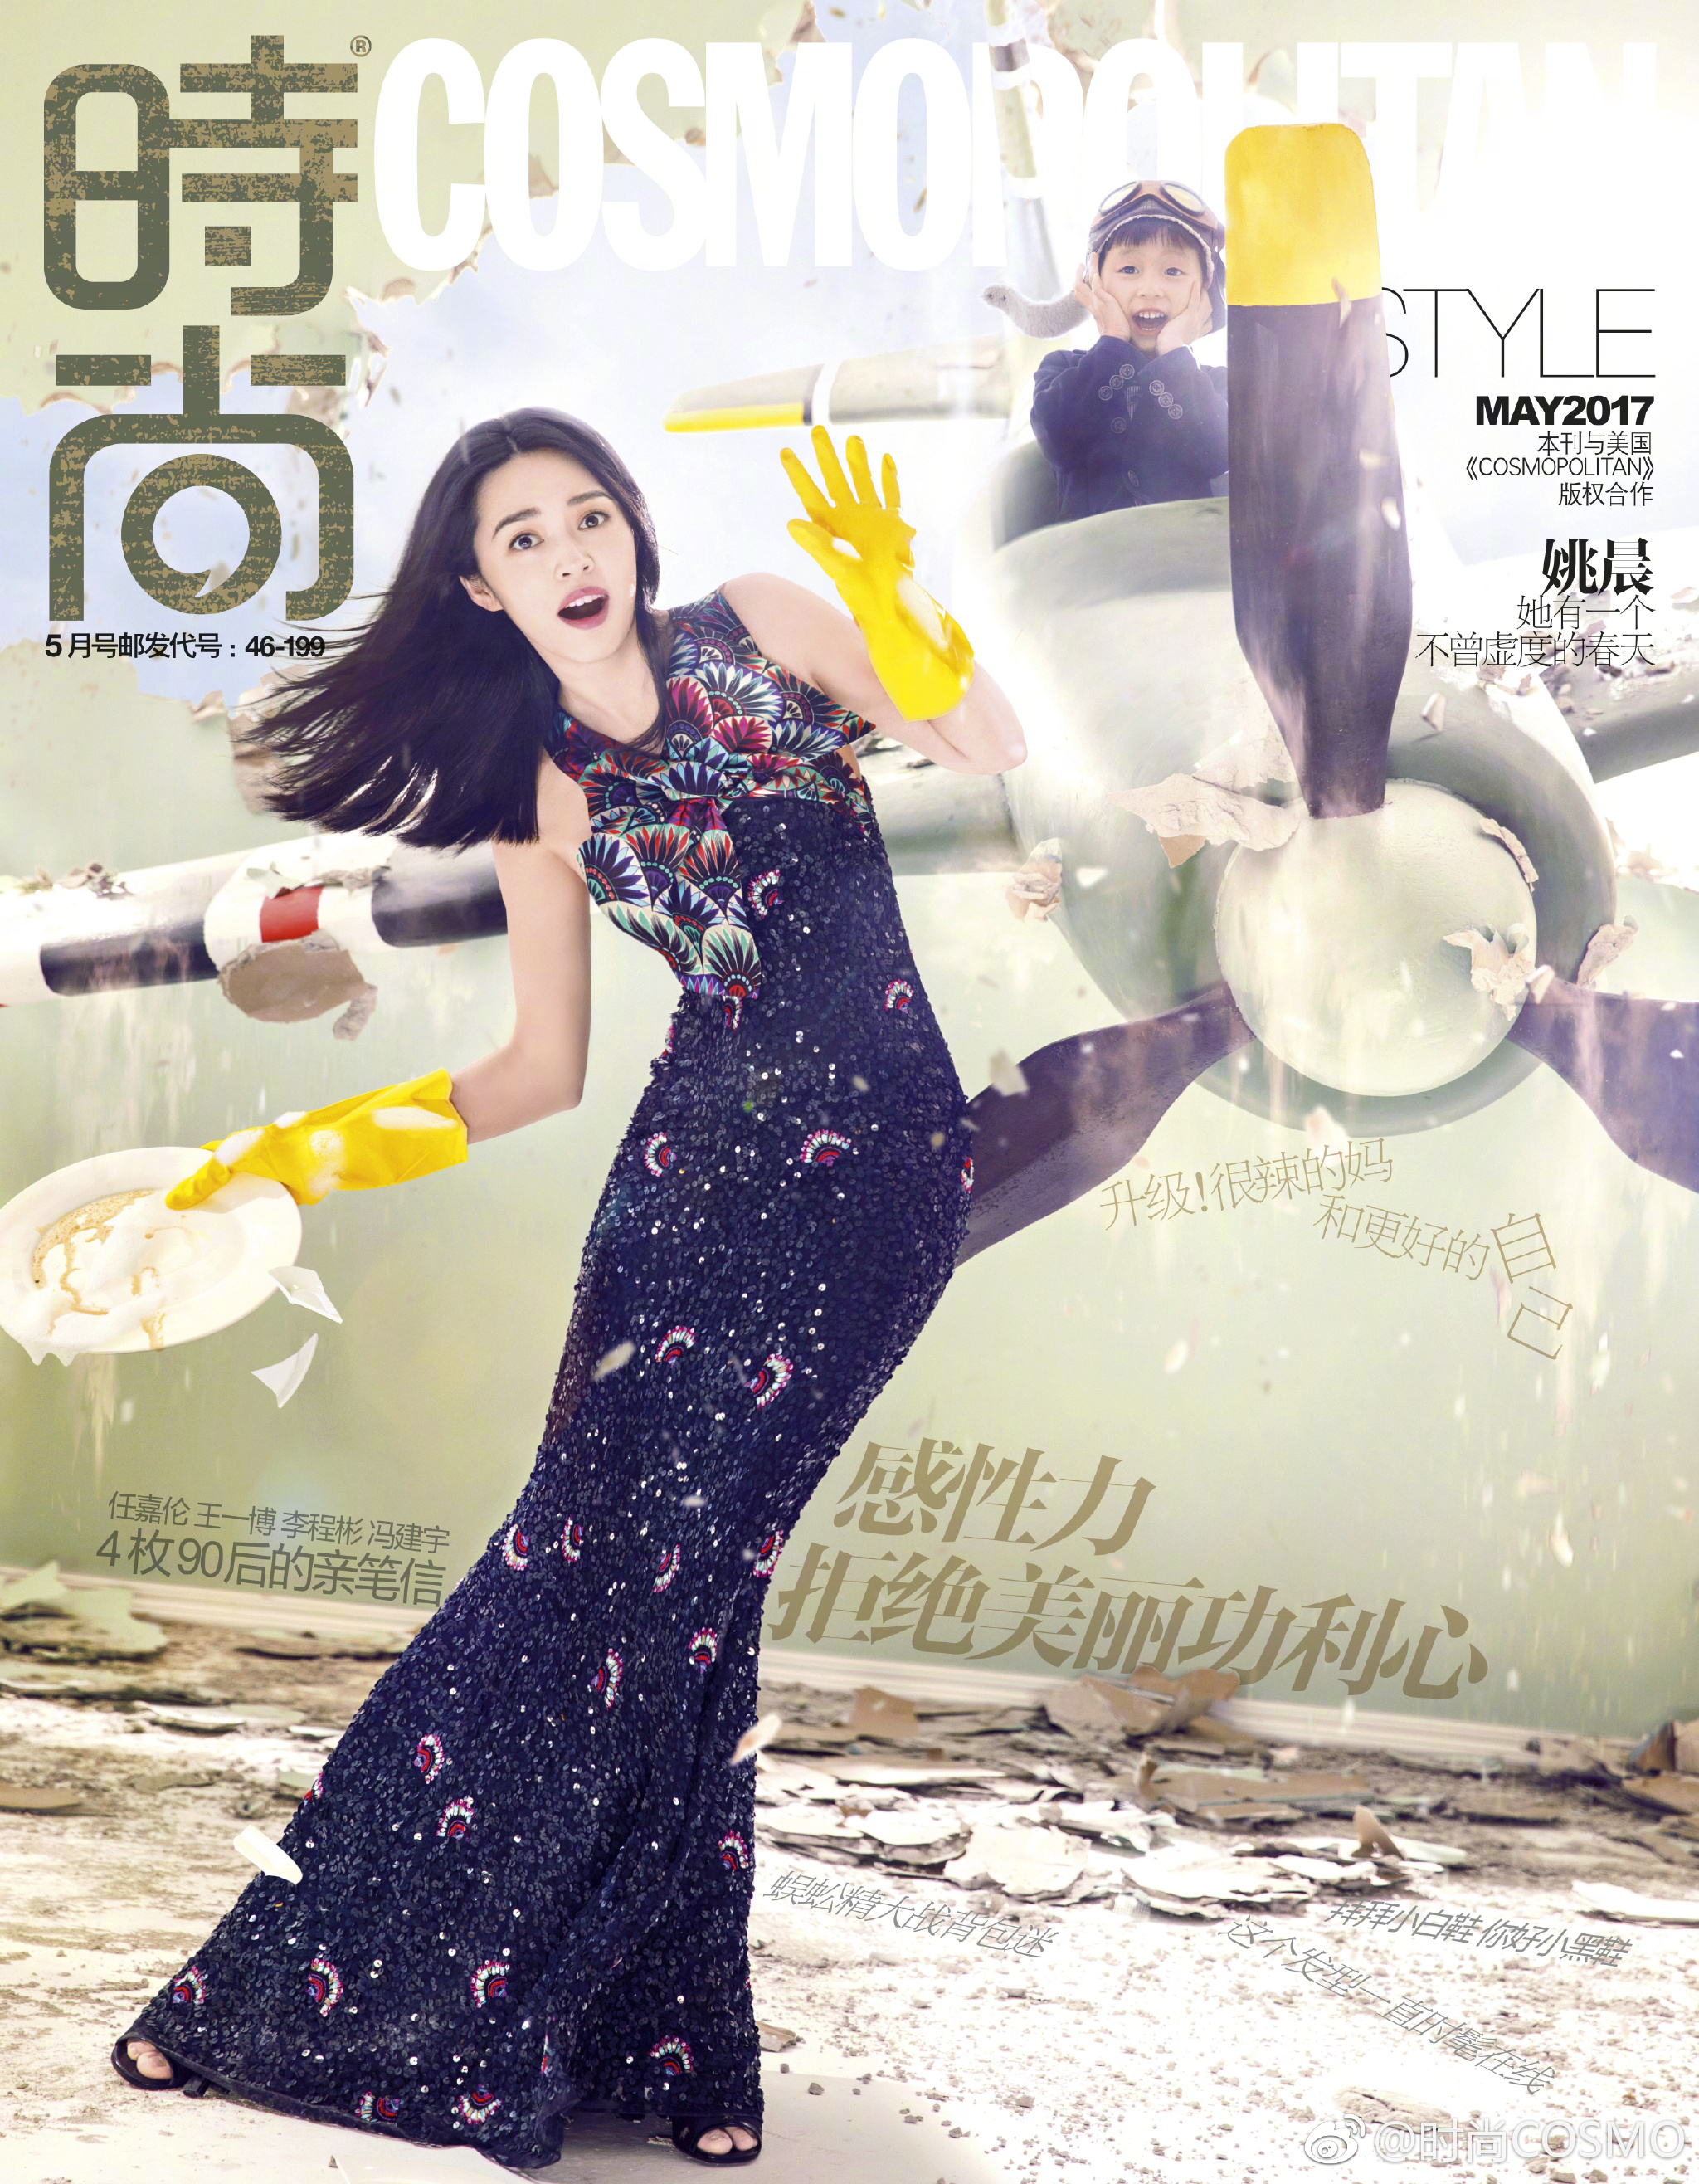 時尚®
COSMOPOLITAN
STYLE
MAY2017
本刊与美国
《COSMOPOLITAN》
版权合作
姚晨
她有一个
不曾虚度的春天
5月号邮发代号：46-199
升级！很辣的妈
和更好的自己
感性力
拒绝美丽功利心
任嘉伦 王一博 李程彬 冯建宇
4枚90后的亲笔信
蜈蚣精大战背包迷
拜拜小白鞋 你好小黑鞋
这个发型一直时髦在线
@时尚COSMO